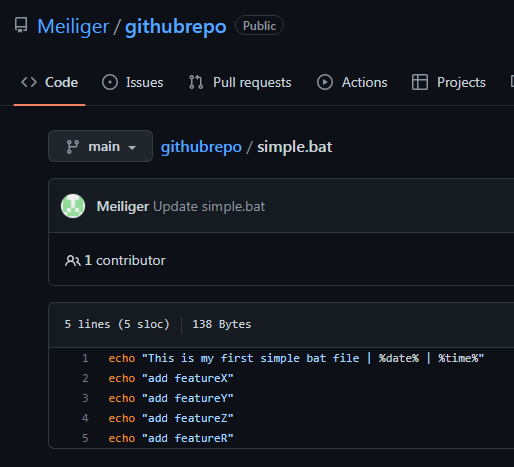 Meiliger / githubrepo Public
Code Issues Pull requests Actions Projects
main githubrepo / simple.bat
Meiliger Update simple.bat
1 contributor
5 lines (5 sloc) 138 Bytes
1 echo "This is my first simple bat file | %date% | %time%"
2 echo "add featureX"
3 echo "add featureY"
4 echo "add featureZ"
5 echo "add featureR"